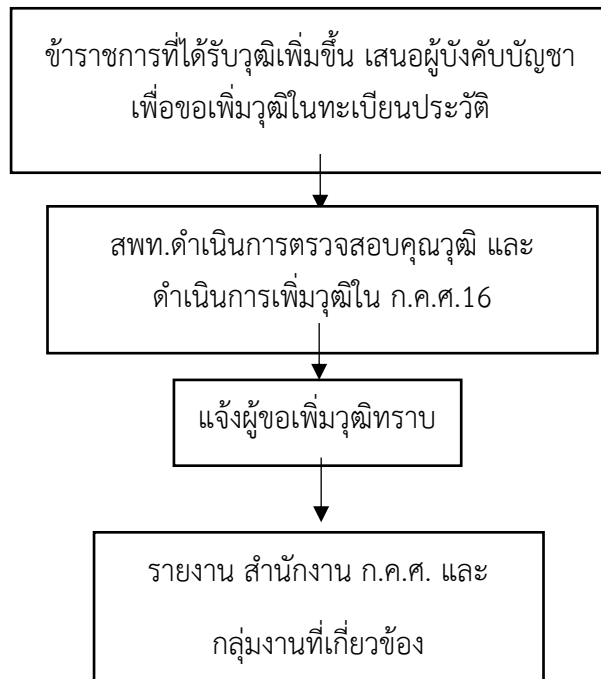 ข้าราชการที่ได้รับวุฒิเพิ่มขึ้น เสนอผู้บังคับบัญชา
เพื่อขอเพิ่มวุฒิในทะเบียนประวัติ
สพท.ดำเนินการตรวจสอบคุณวุฒิ และ
ดำเนินการเพิ่มวุฒิใน ก.ค.ศ.16
แจ้งผู้ขอเพิ่มวุฒิทราบ
รายงาน สำนักงาน ก.ค.ศ. และ
กลุ่มงานที่เกี่ยวข้อง